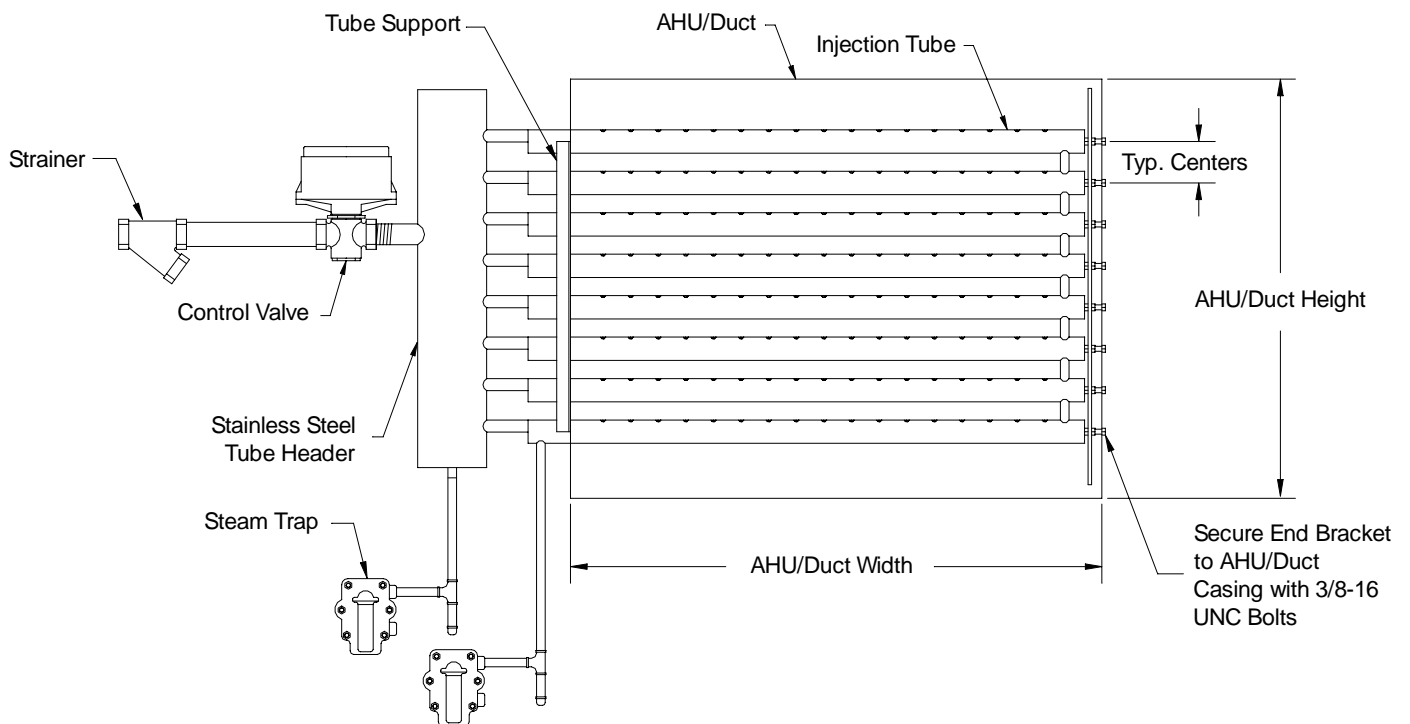 Tube Support
AHU/Duct
Injection Tube
Strainer
Typ. Centers
Control Valve
AHU/Duct Height
Stainless Steel
Tube Header
Steam Trap
AHU/Duct Width
Secure End Bracket
to AHU/Duct
Casing with 3/8-16
UNC Bolts